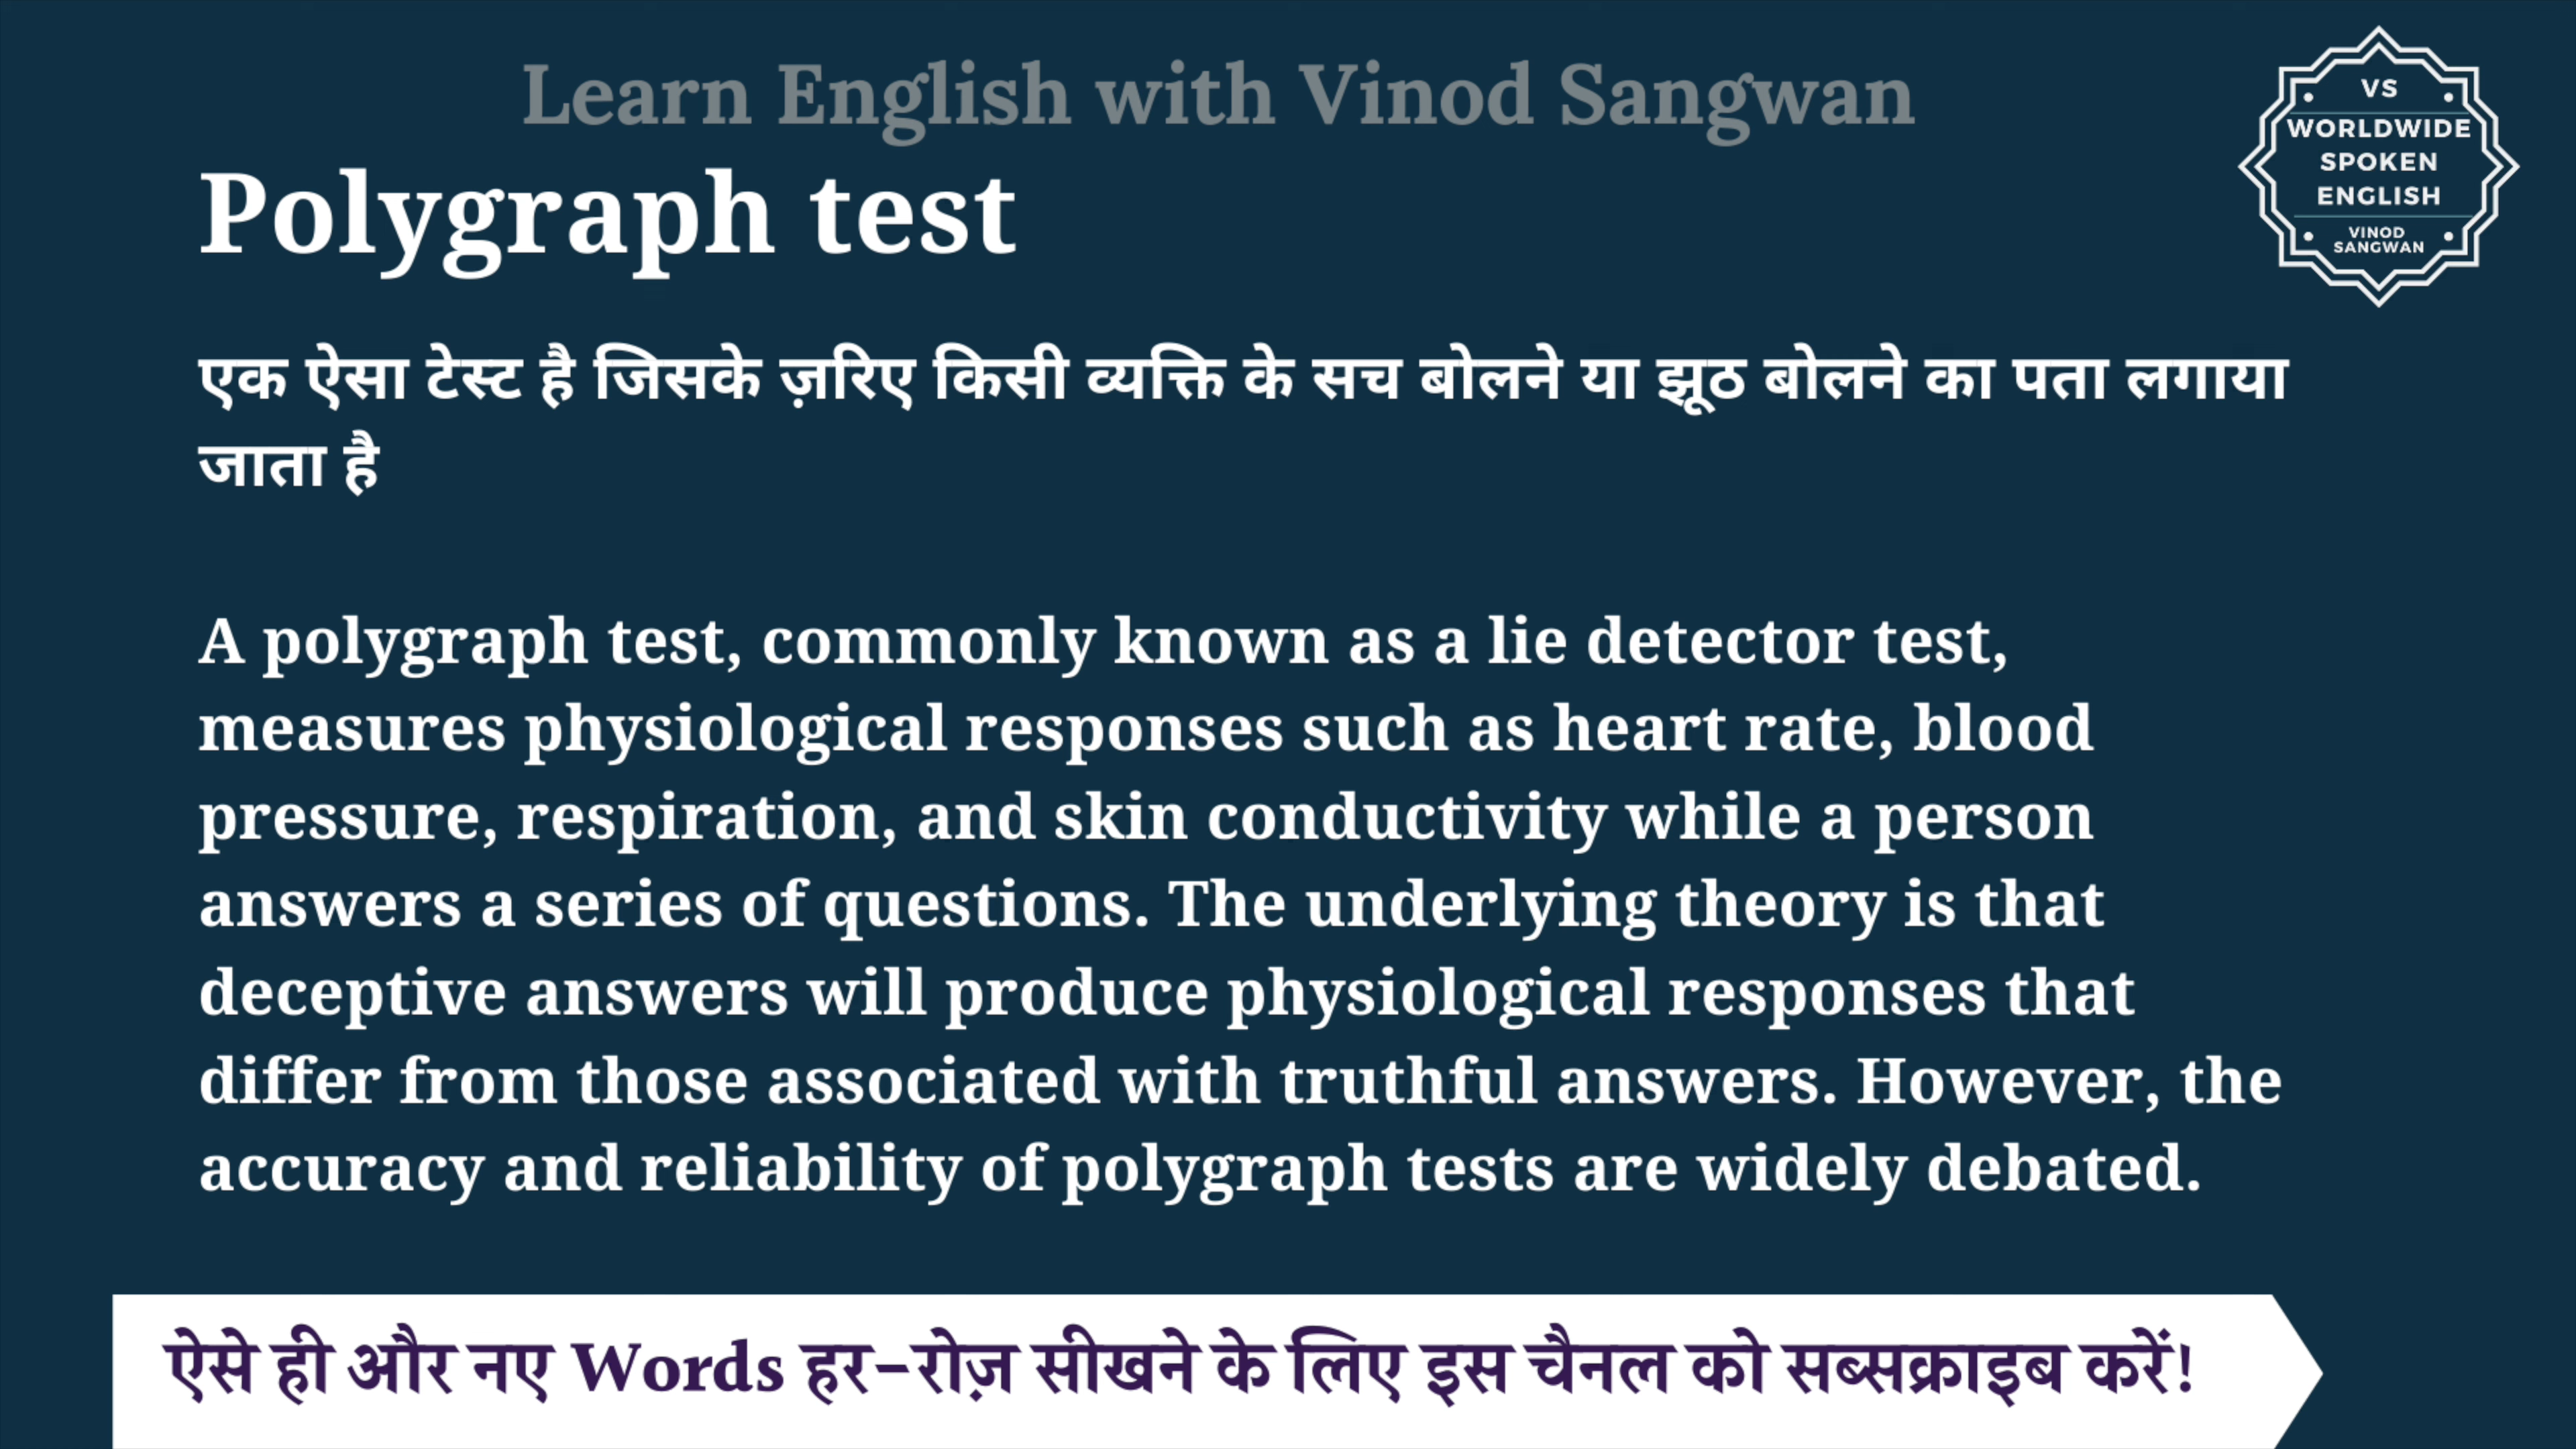 Learn English with Vinod Sangwan
VS
WORLDWIDE
SPOKEN
ENGLISH
VINOD
SANGWAN
Polygraph test
एक ऐसा टेस्ट है जिसके ज़रिए किसी व्यक्ति के सच बोलने या झूठ बोलने का पता लगाया
जाता है
A polygraph test, commonly known as a lie detector test,
measures physiological responses such as heart rate, blood
pressure, respiration, and skin conductivity while a person
answers a series of questions. The underlying theory is that
deceptive answers will produce physiological responses that
differ from those associated with truthful answers. However, the
accuracy and reliability of polygraph tests are widely debated.
ऐसे ही और नए Words हर-रोज़ सीखने के लिए इस चैनल को सब्सक्राइब करें!